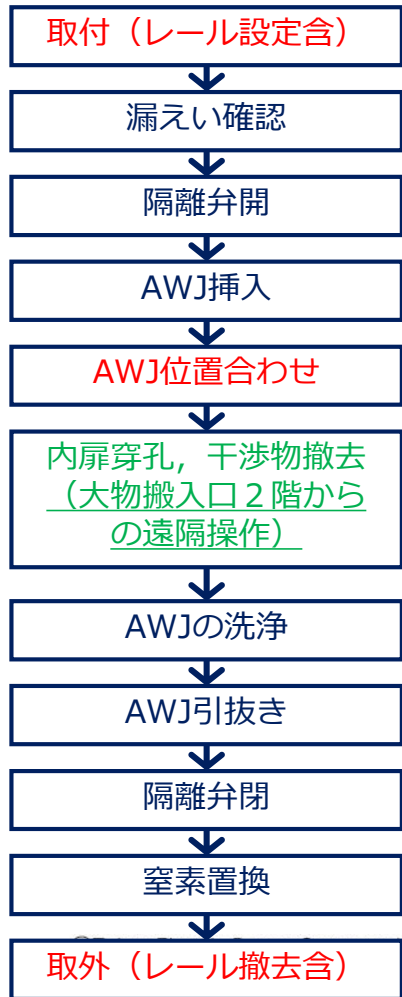 取付（レール設定含）
漏えい確認
隔離弁開
AWJ挿入
AWJ位置合わせ
内扉穿孔，干渉物撤去
（大物搬入口２階から
の遠隔操作）
AWJの洗浄
AWJ引抜き
隔離弁閉
窒素置換
取外（レール撤去含）